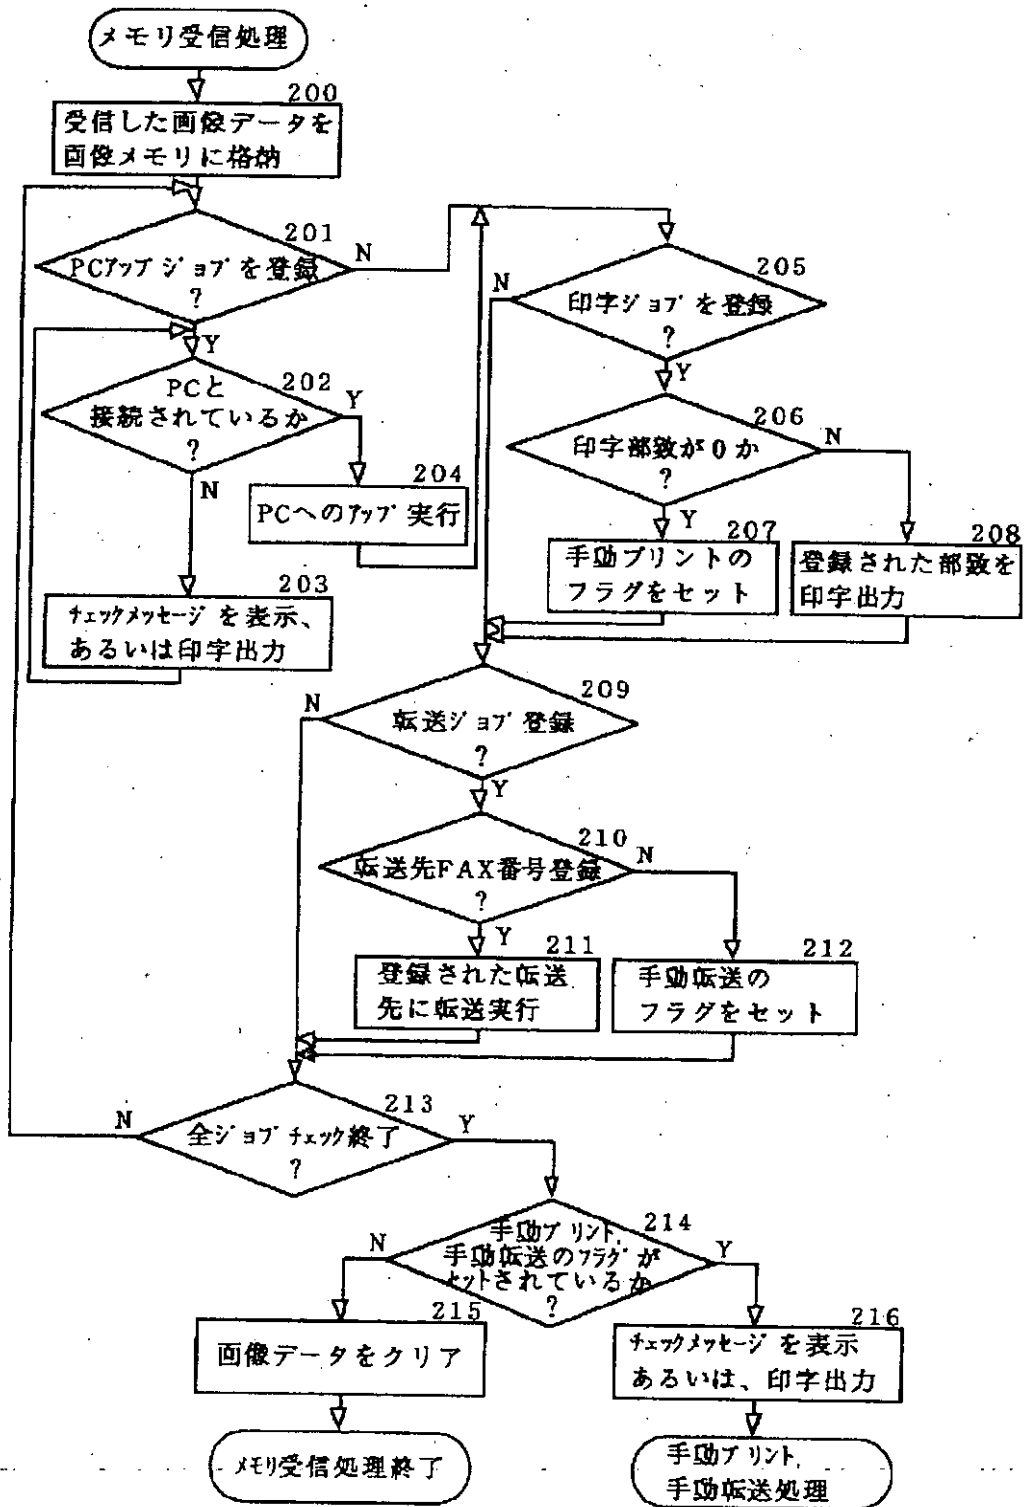 メモリ受信処理
200
受信した画像データを
画像メモリに格納
201
PCアップジョブを登録
?
N
Y
PCと
202
接続されているか
?
Y
N
204
PCへのアップ実行
203
チェックメッセージを表示、
あるいは印字出力
205
N
印字ジョブを登録
?
Y
206
印字部数が0か
?
N
Y
207
手動プリントの
フラグをセット
208
登録された部数を
印字出力
209
N
転送ジョブ登録
?
Y
210
転送先FAX番号登録
?
N
Y
211
登録された転送
先に転送実行
212
手動転送の
フラグをセット
213
N
Y
全ジョブチェック終了
?
214
手動プリント,
手動転送のフラグが
セットされているか
?
N
Y
215
画像データをクリア
216
チェックメッセージを表示
あるいは、印字出力
メモリ受信処理終了
手動プリント,
手動転送処理